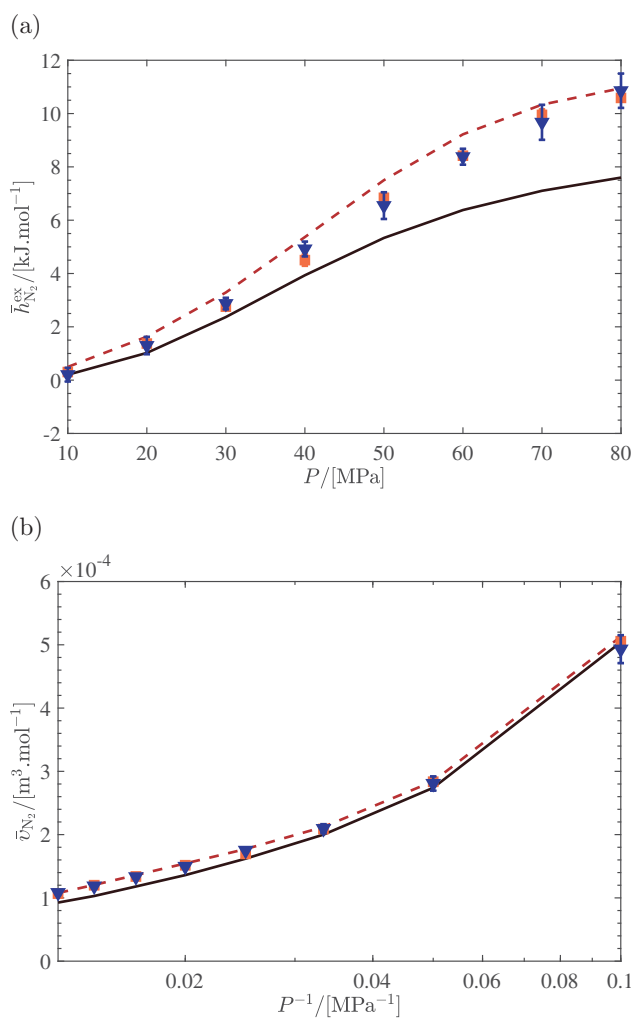 (a)
12
10
8
6
4
2
0
-2
h̄ᵉˣ_N₂/[kJ.mol⁻¹]
10 20 30 40 50 60 70 80
P/[MPa]
(b)
×10⁻⁴
6
5
4
3
2
1
0
v̄_N₂/[m³.mol⁻¹]
0.02 0.04 0.06 0.08 0.1
P⁻¹/[MPa⁻¹]